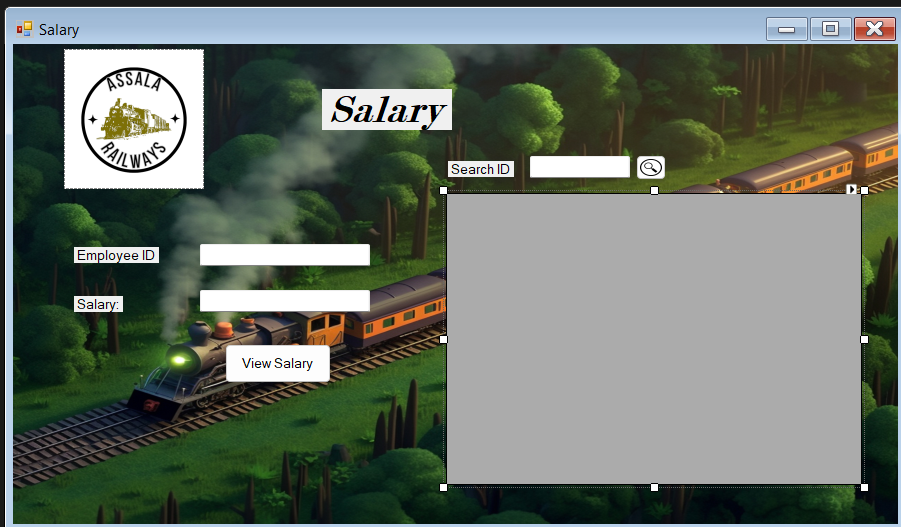 Salary
ASSALA
RAILWAYS
Salary
Search ID
Employee ID
Salary:
View Salary